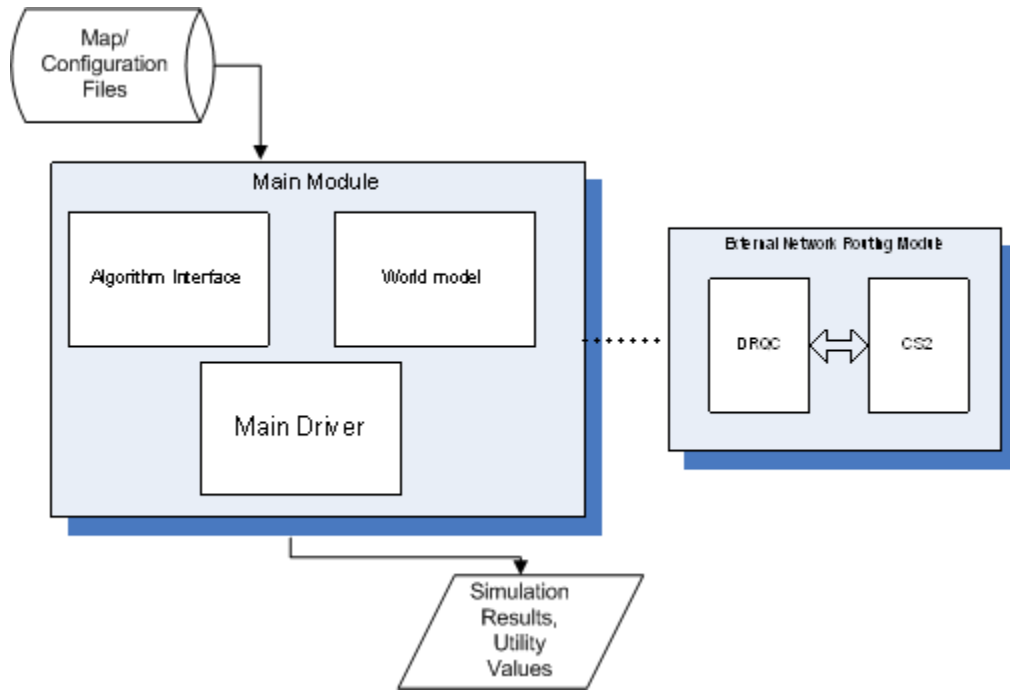 Map/
Configuration
Files
Main Module
Algorithm Interface
World model
Main Driver
External Network Routing Module
DRQC
CS2
Simulation
Results,
Utility
Values